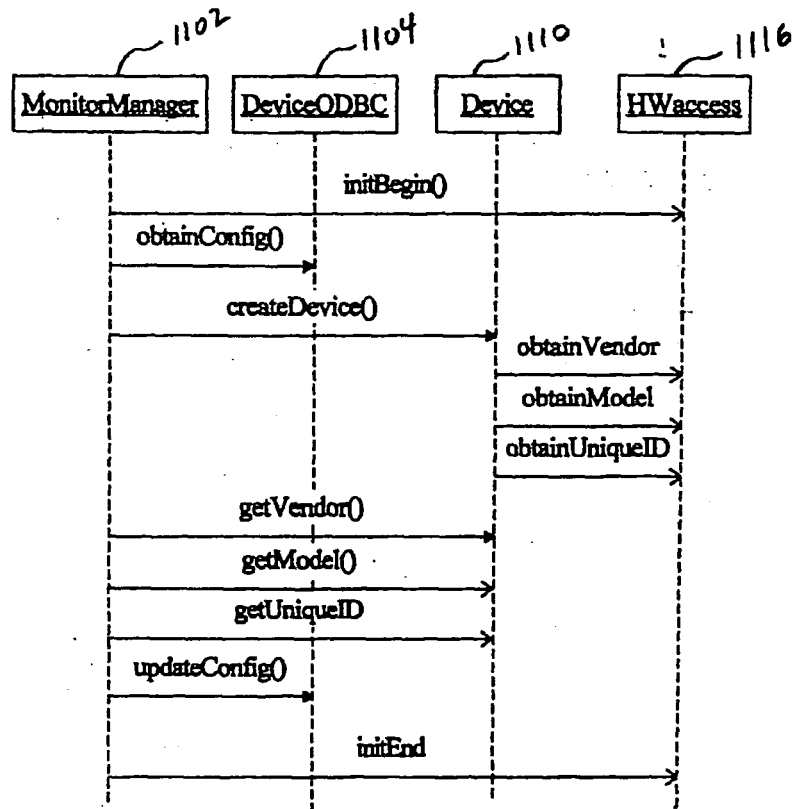 1102 1104 1110 1116
MonitorManager DeviceODBC Device HWaccess
initBegin()
obtainConfig()
createDevice()
obtainVendor
obtainModel
obtainUniqueID
getVendor()
getModel()
getUniqueID
updateConfig()
initEnd